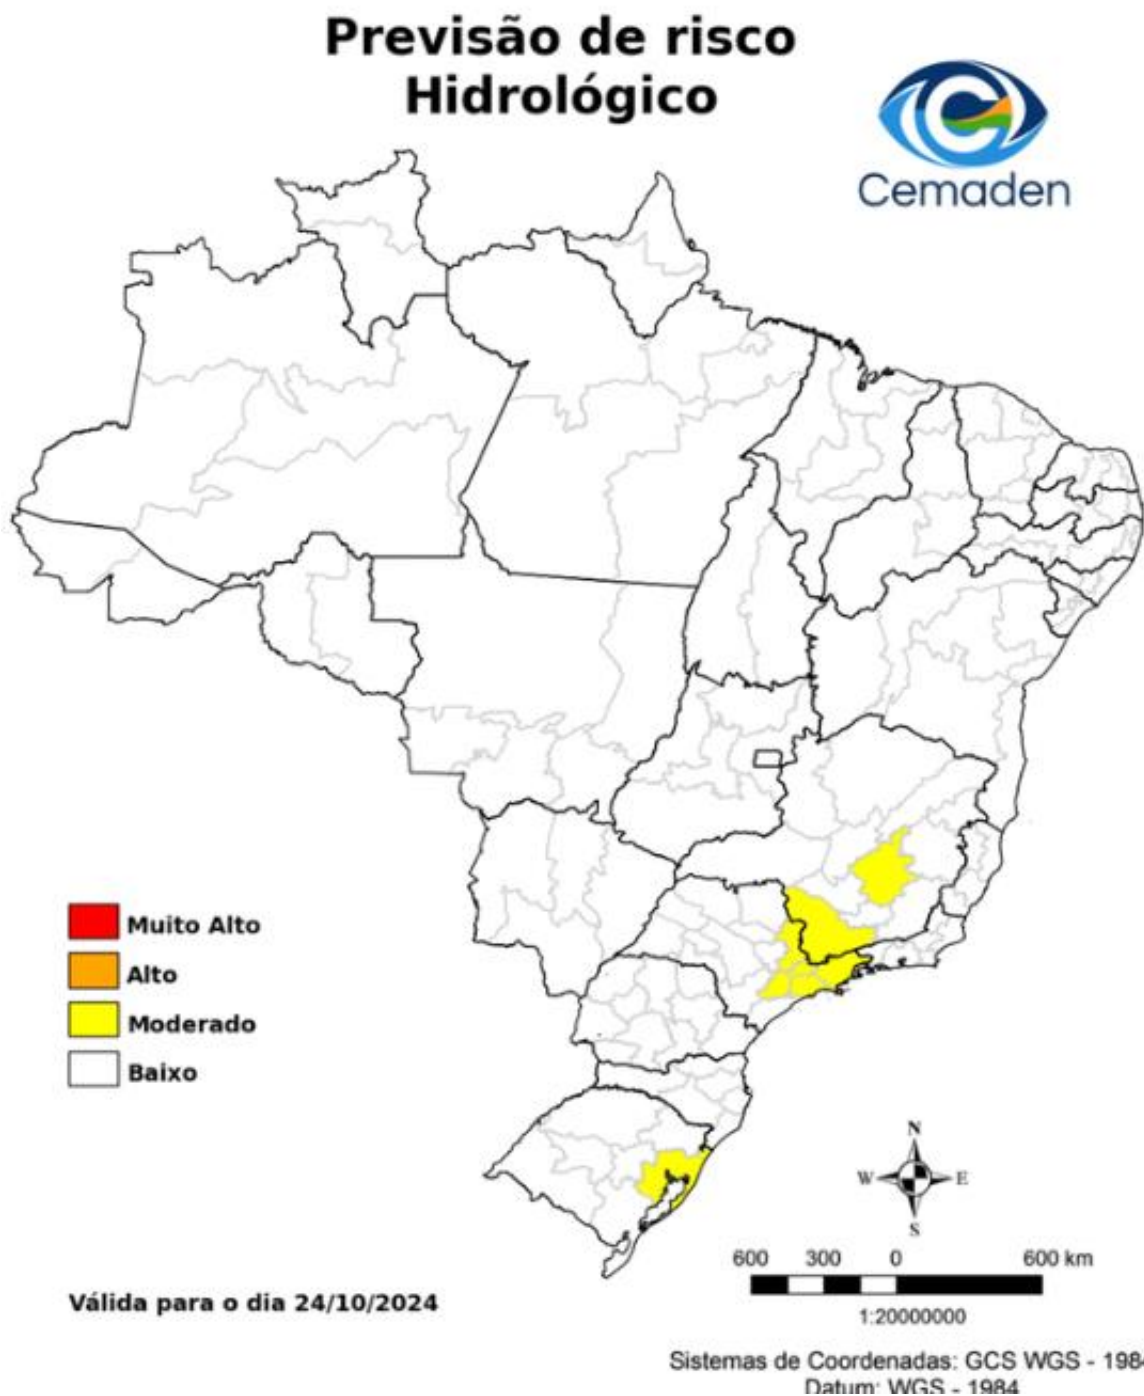 Previsão de risco
Hidrológico
Cemaden
Muito Alto
Alto
Moderado
Baixo
N
W E
S
600 300 0 600 km
1:20000000
Válida para o dia 24/10/2024
Sistemas de Coordenadas: GCS WGS - 1984
Datum: WGS - 1984